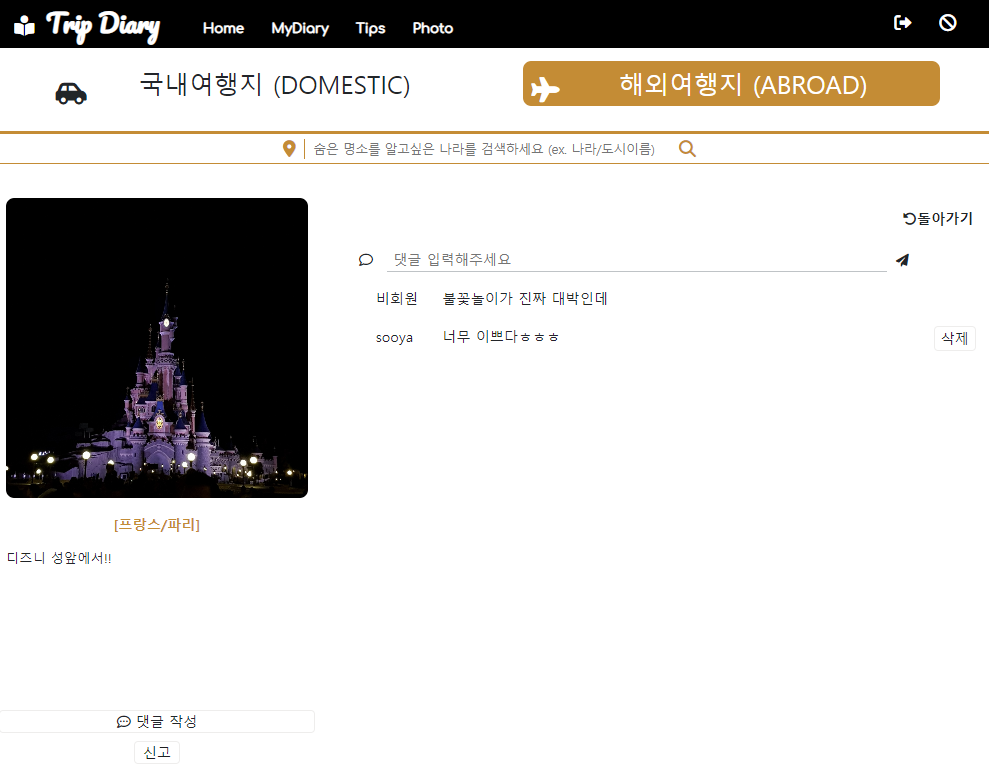 Trip Diary Home MyDiary Tips Photo
국내여행지 (DOMESTIC) 해외여행지 (ABROAD)
숨은 명소를 알고싶은 나라를 검색하세요 (ex. 나라/도시이름)
돌아가기
댓글 입력해주세요
비회원 불꽃놀이가 진짜 대박인데
sooya 너무 이쁘다ㅎㅎㅎ 삭제
[프랑스/파리]
디즈니 성앞에서!!
댓글 작성
신고